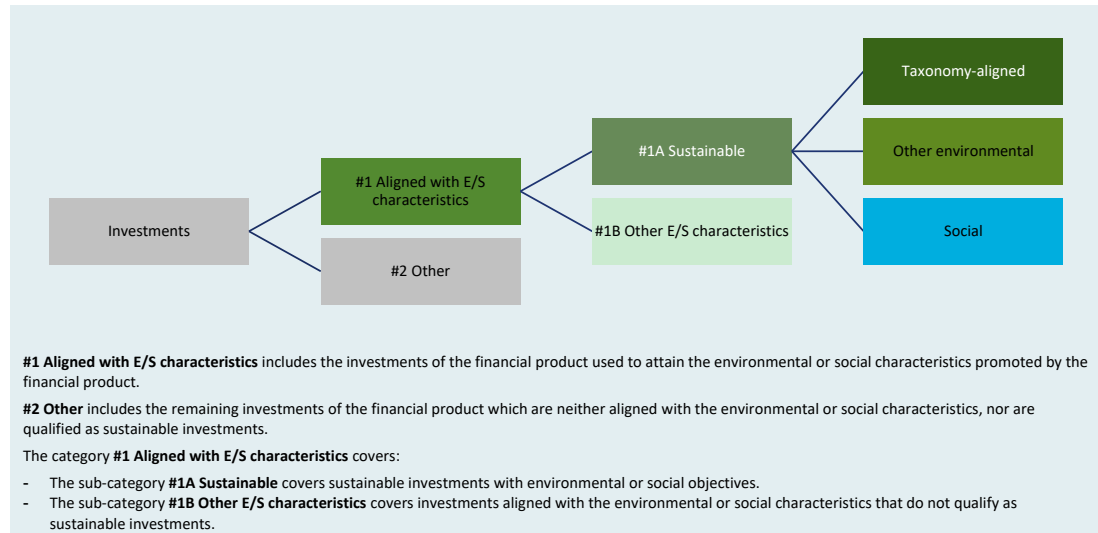 Taxonomy-aligned
#1A Sustainable
Other environmental
#1 Aligned with E/S
characteristics
Investments
#1B Other E/S characteristics
Social
#2 Other
#1 Aligned with E/S characteristics includes the investments of the financial product used to attain the environmental or social characteristics promoted by the
financial product.
#2 Other includes the remaining investments of the financial product which are neither aligned with the environmental or social characteristics, nor are
qualified as sustainable investments.
The category #1 Aligned with E/S characteristics covers:
- The sub-category #1A Sustainable covers sustainable investments with environmental or social objectives.
- The sub-category #1B Other E/S characteristics covers investments aligned with the environmental or social characteristics that do not qualify as
sustainable investments.